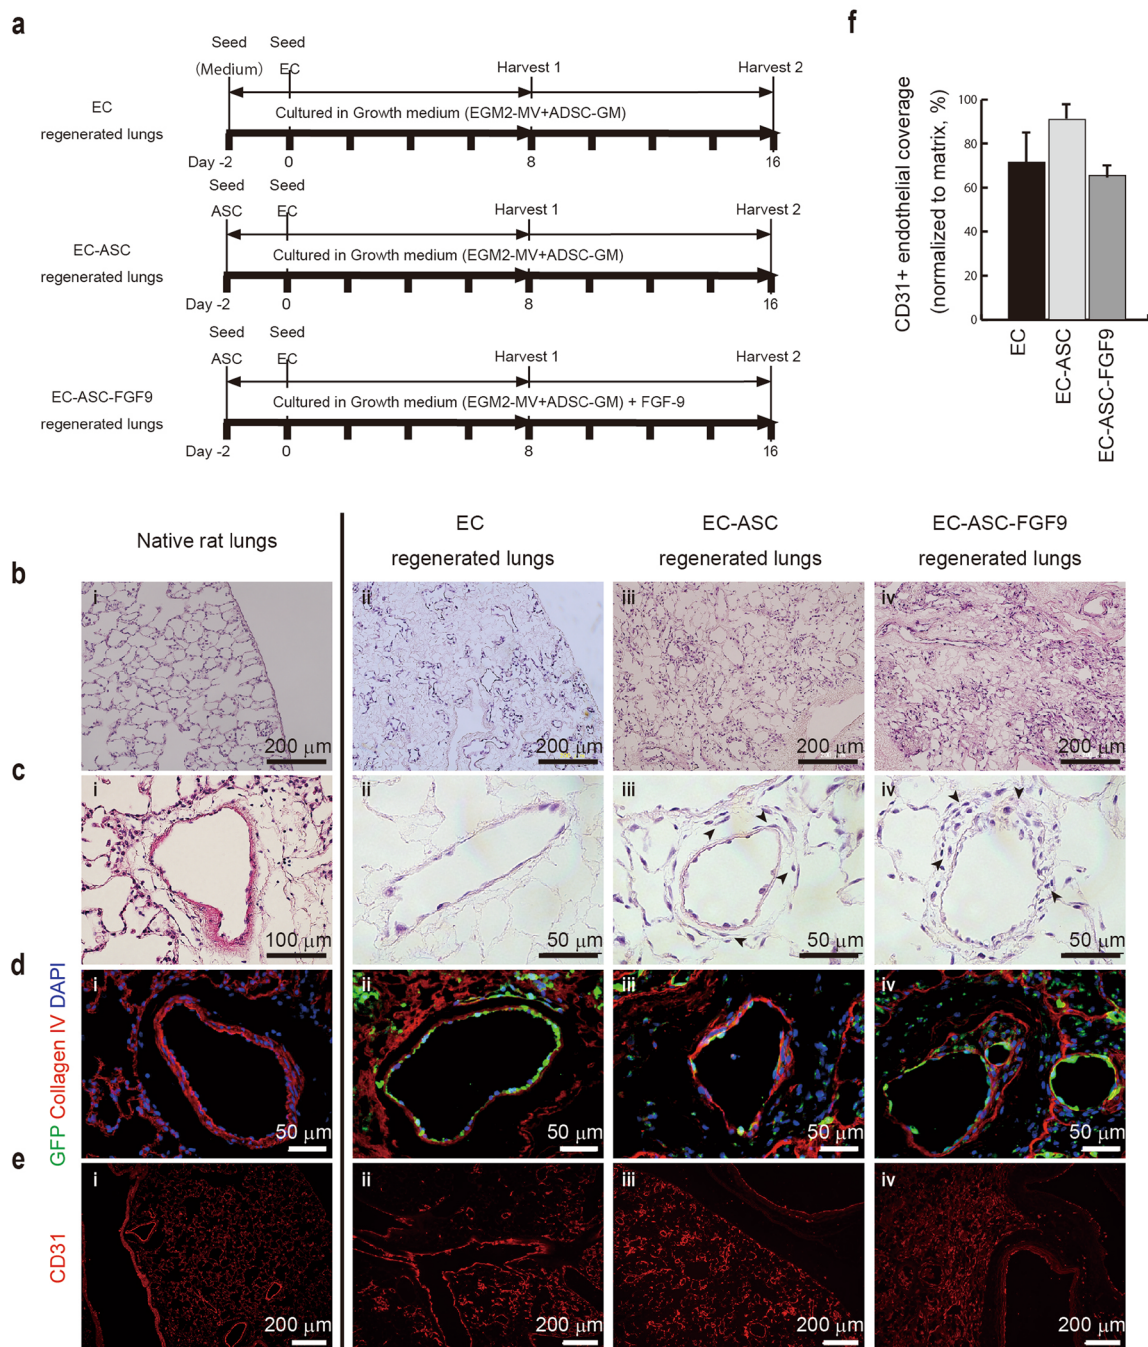 a
Seed
(Medium)
Seed
EC
Harvest 1
Harvest 2
EC
regenerated lungs
Cultured in Growth medium (EGM2-MV+ADSC-GM)
Day -2
0
8
16
Seed
ASC
Seed
EC
Harvest 1
Harvest 2
EC-ASC
regenerated lungs
Cultured in Growth medium (EGM2-MV+ADSC-GM)
Day -2
0
8
16
Seed
ASC
Seed
EC
Harvest 1
Harvest 2
EC-ASC-FGF9
regenerated lungs
Cultured in Growth medium (EGM2-MV+ADSC-GM) + FGF-9
Day -2
0
8
16
f
CD31+ endothelial coverage
(normalized to matrix, %)
100
80
60
40
20
0
EC
EC-ASC
EC-ASC-FGF9
Native rat lungs
EC
regenerated lungs
EC-ASC
regenerated lungs
EC-ASC-FGF9
regenerated lungs
b
i
200 μm
ii
200 μm
iii
200 μm
iv
200 μm
c
i
100 μm
ii
50 μm
iii
50 μm
iv
50 μm
d
GFP Collagen IV DAPI
i
50 μm
ii
50 μm
iii
50 μm
iv
50 μm
e
CD31
i
200 μm
ii
200 μm
iii
200 μm
iv
200 μm